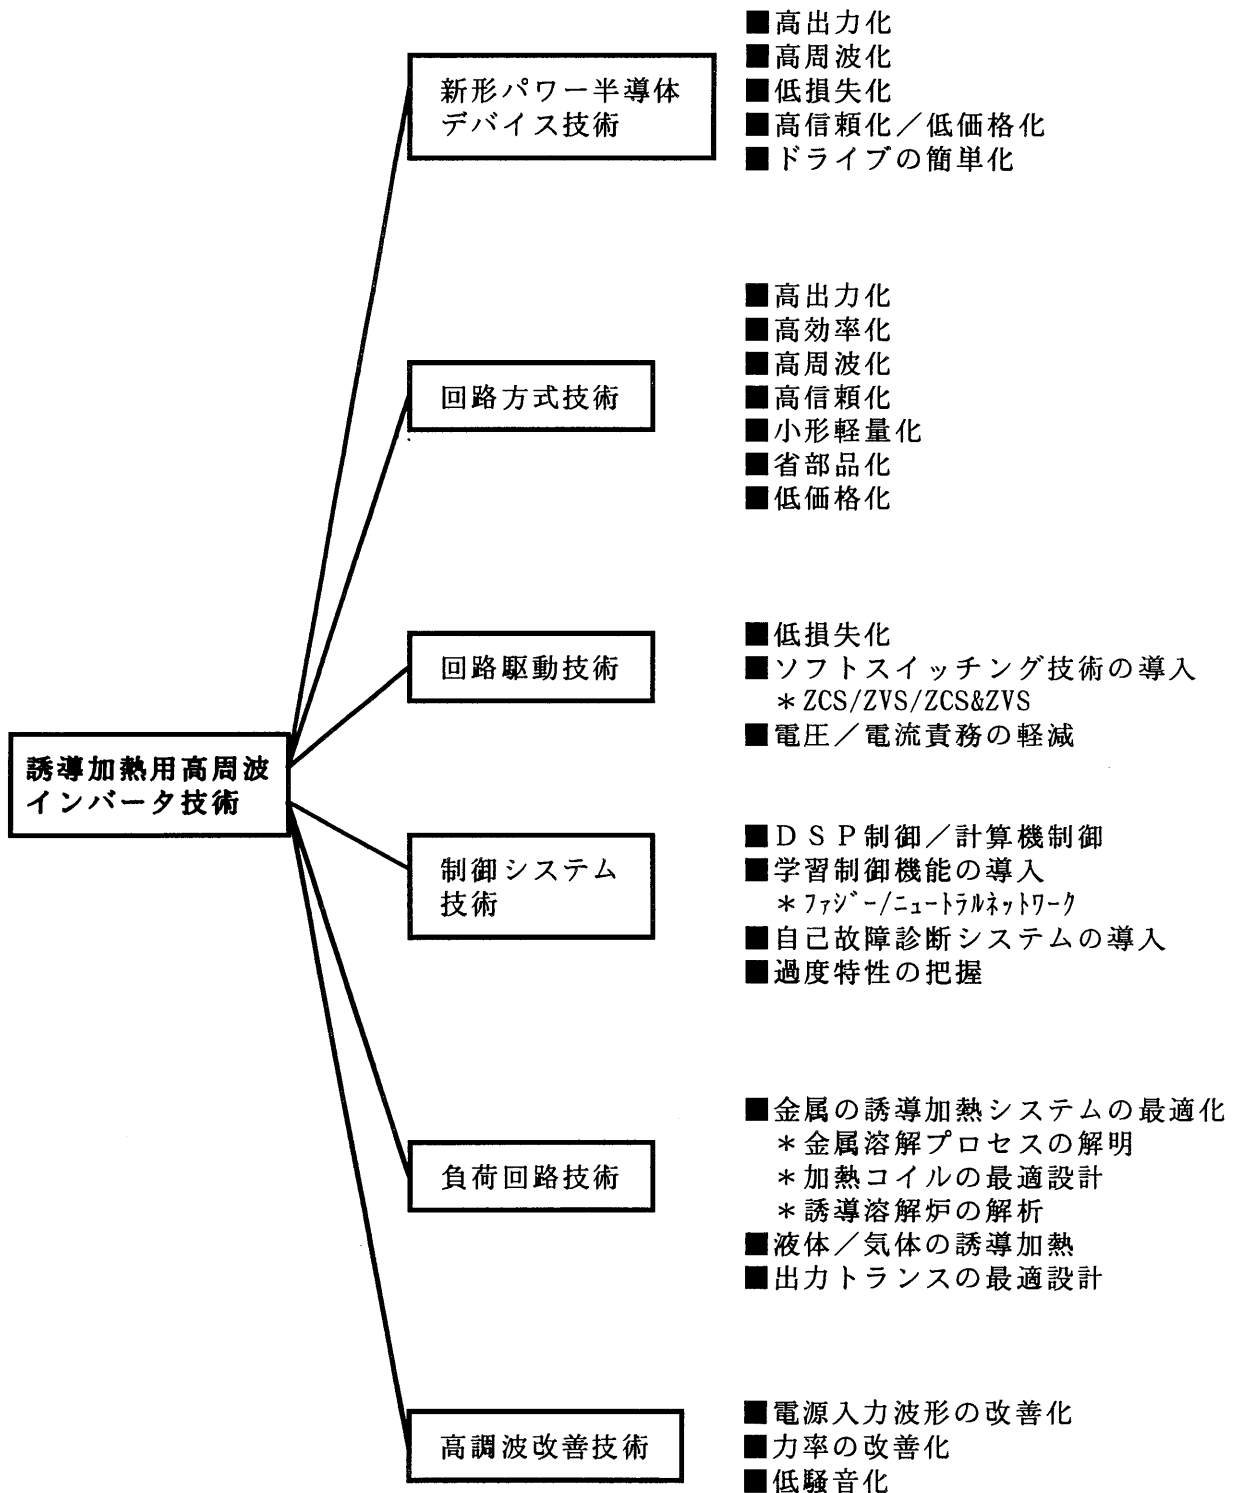 新形パワー半導体
デバイス技術
■高出力化
■高周波化
■低損失化
■高信頼化／低価格化
■ドライブの簡単化
回路方式技術
■高出力化
■高効率化
■高周波化
■高信頼化
■小形軽量化
■省部品化
■低価格化
回路駆動技術
■低損失化
■ソフトスイッチング技術の導入
＊ZCS/ZVS/ZCS&ZVS
■電圧／電流責務の軽減
誘導加熱用高周波
インバータ技術
制御システム
技術
■ＤＳＰ制御／計算機制御
■学習制御機能の導入
＊ﾌｧｼﾞｰ/ﾆｭｰﾄﾗﾙﾈｯﾄﾜｰｸ
■自己故障診断システムの導入
■過度特性の把握
負荷回路技術
■金属の誘導加熱システムの最適化
＊金属溶解プロセスの解明
＊加熱コイルの最適設計
＊誘導溶解炉の解析
■液体／気体の誘導加熱
■出力トランスの最適設計
高調波改善技術
■電源入力波形の改善化
■力率の改善化
■低騒音化